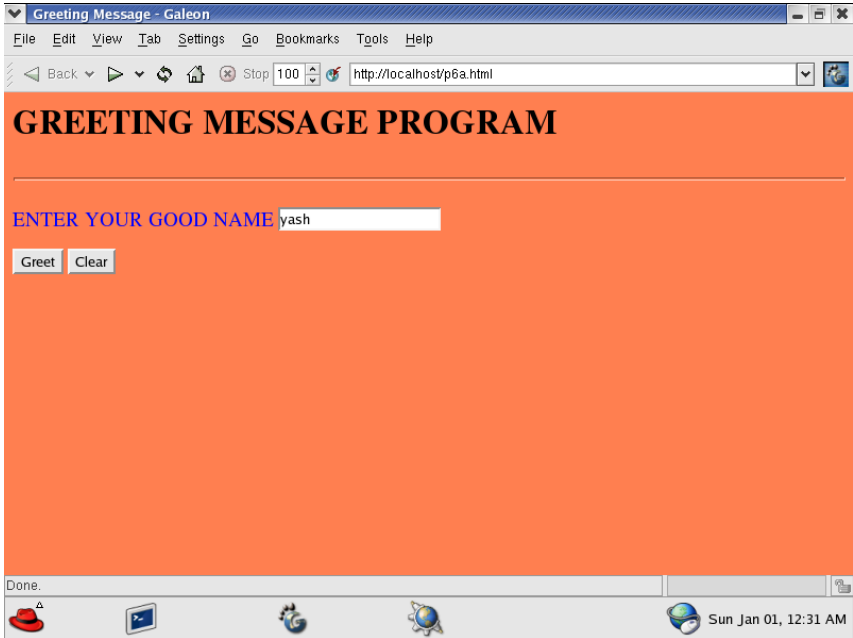 Greeting Message - Galeon
File Edit View Tab Settings Go Bookmarks Tools Help
Back Stop 100 http://localhost/p6a.html
GREETING MESSAGE PROGRAM
ENTER YOUR GOOD NAME yash
Greet Clear
Done.
Sun Jan 01, 12:31 AM